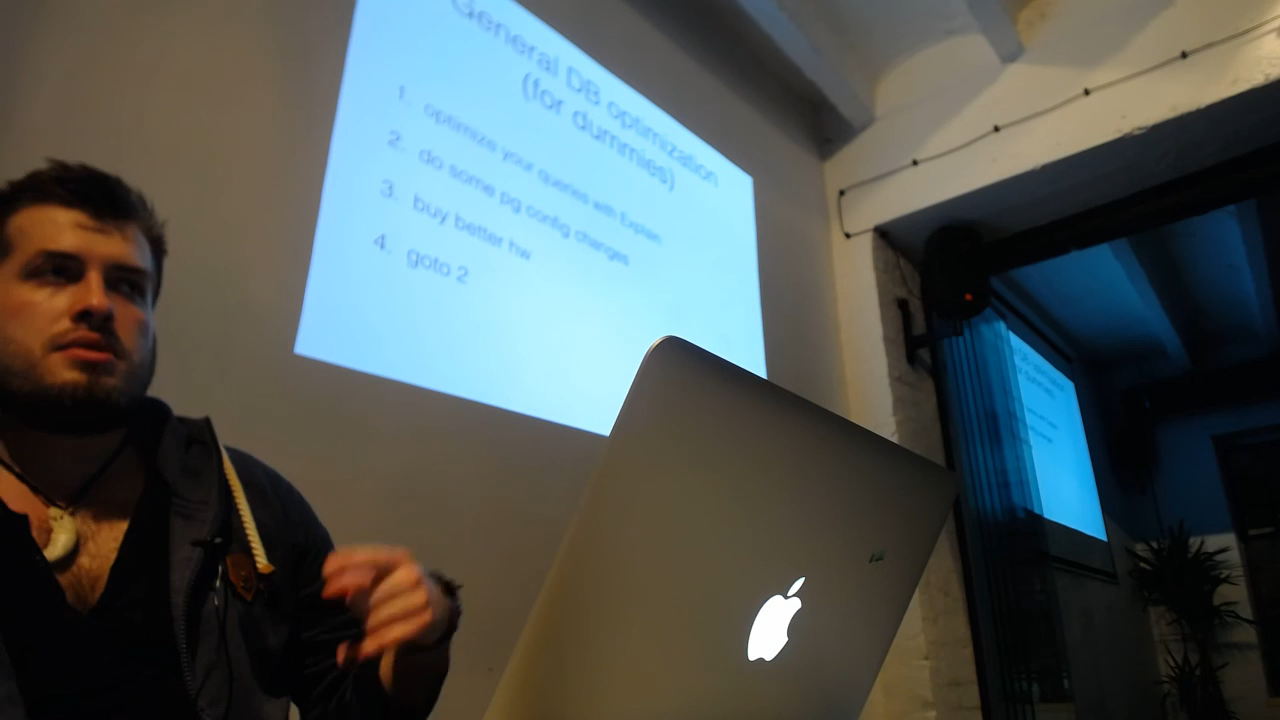 General DB optimization
(for dummies)
1. optimize your queries with Explain
2. do some pg config changes
3. buy better hw
4. goto 2